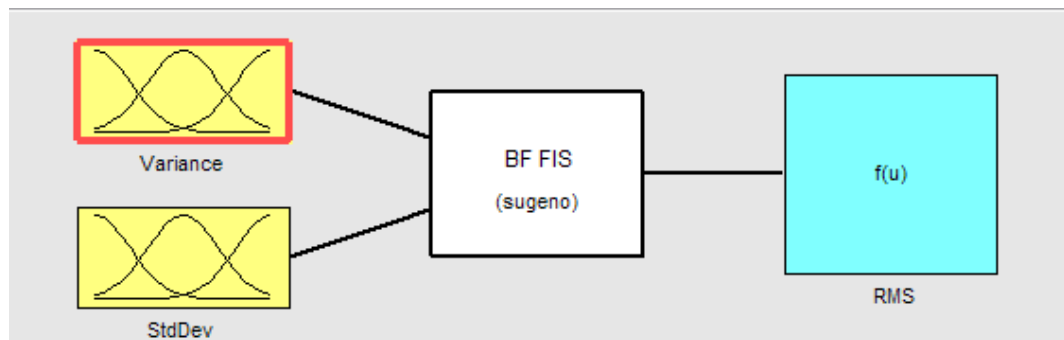 Variance
BF FIS
(sugeno)
f(u)
StdDev
RMS